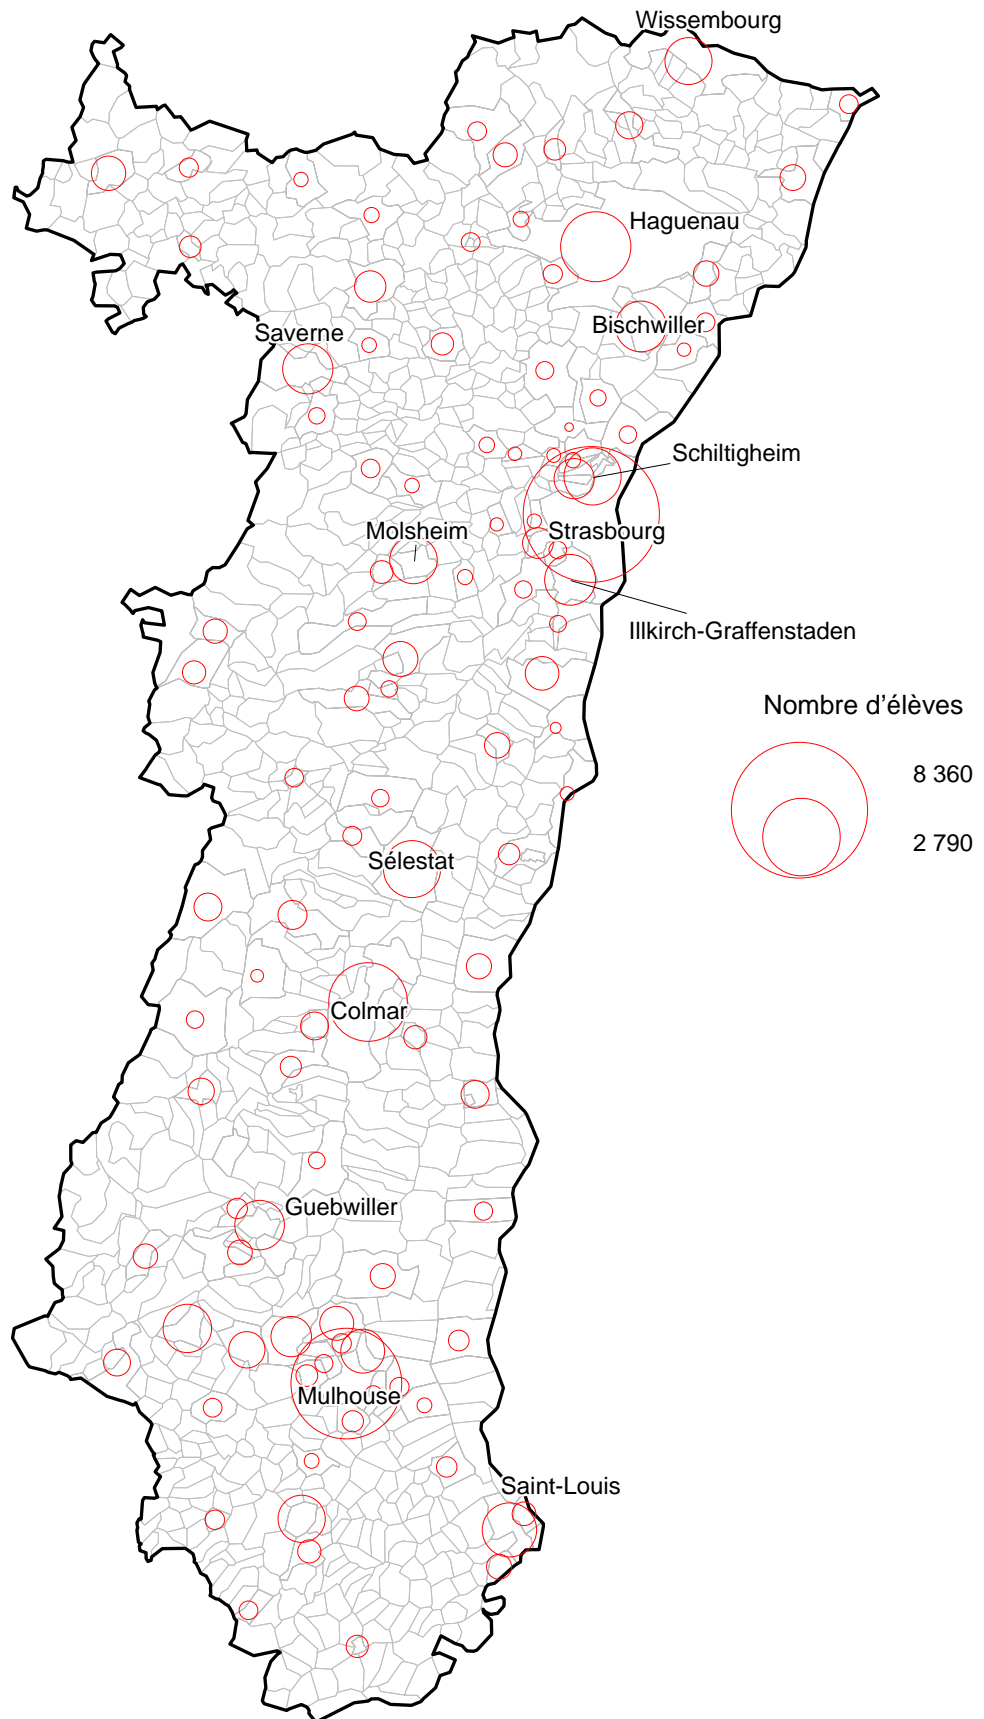 Wissembourg
Haguenau
Bischwiller
Saverne
Schiltigheim
Molsheim
Strasbourg
Illkirch-Graffenstaden
Nombre d'élèves
8 360
2 790
Sélestat
Colmar
Guebwiller
Mulhouse
Saint-Louis